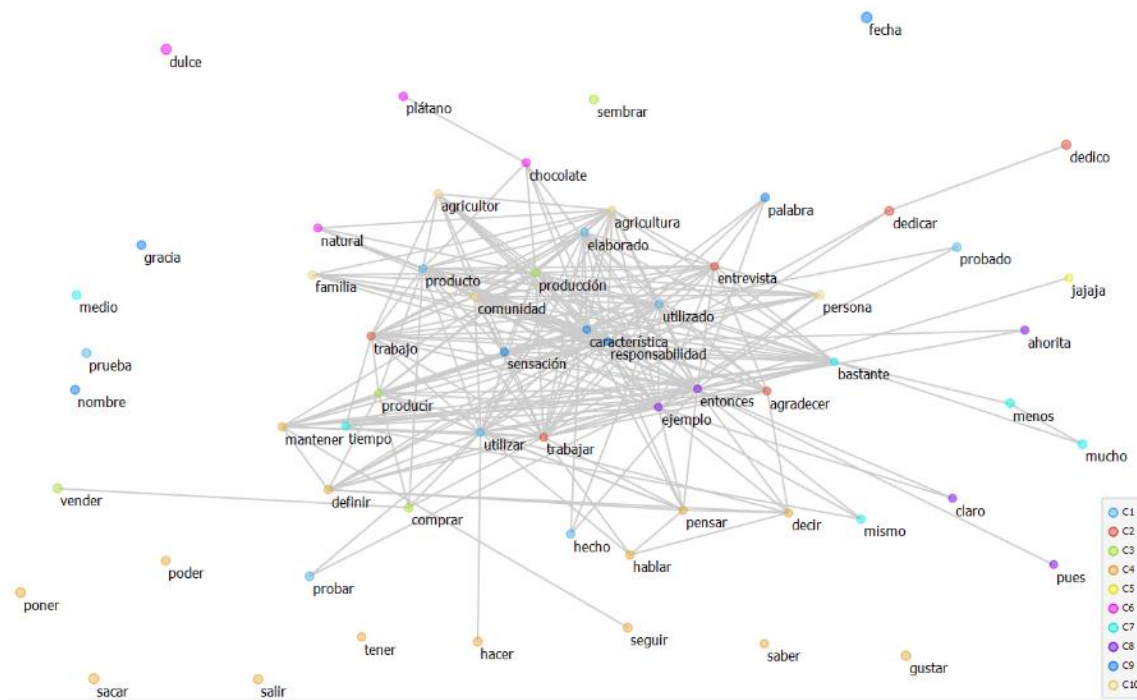 fecha
dulce
plátano
sembrar
dedico
chocolate
agricultor
agricultura
palabra
dedicar
natural
elaborado
gracia
probado
familia
producto
producción
entrevista
jajaja
medio
comunidad
utilizado
persona
trabajo
característica
ahorita
prueba
sensación
responsabilidad
bastante
nombre
producir
entonces
agradecer
ejemplo
menos
mantener
tiempo
utilizar
trabajar
mucho
vender
definir
comprar
pensar
decir
mismo
claro
hecho
hablar
poder
probar
pues
poner
tener
hacer
seguir
saber
gustar
sacar
salir
C1
C2
C3
C4
C5
C6
C7
C8
C9
C10